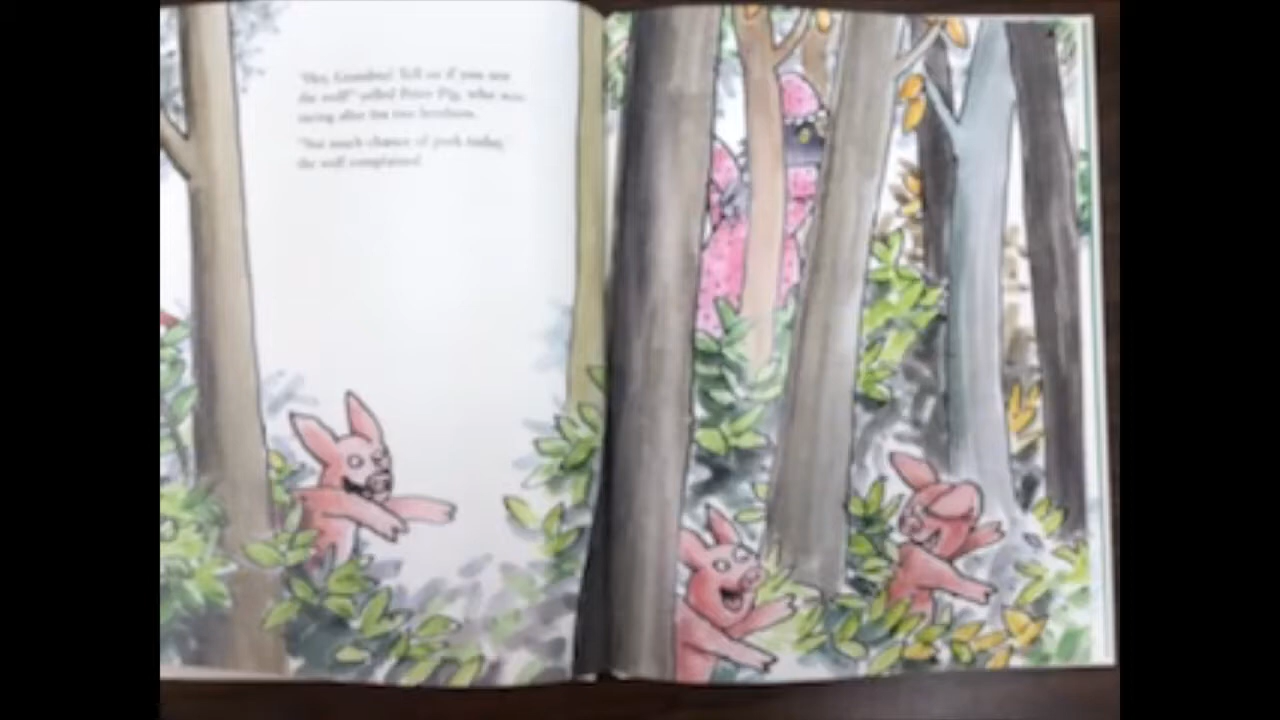 "Hey, Grandma! Tell us if you see
the wolf!" called Peter Pig, who was
racing after his two brothers.
"Not much chance of pork today,"
the wolf complained.